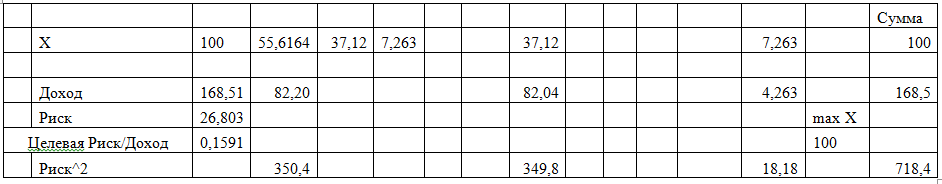 Сумма
X 100 55,6164 37,12 7,263 37,12 7,263 100
Доход 168,51 82,20 82,04 4,263 168,5
Риск 26,803 max X
Целевая Риск/Доход 0,1591 100
Риск^2 350,4 349,8 18,18 718,4